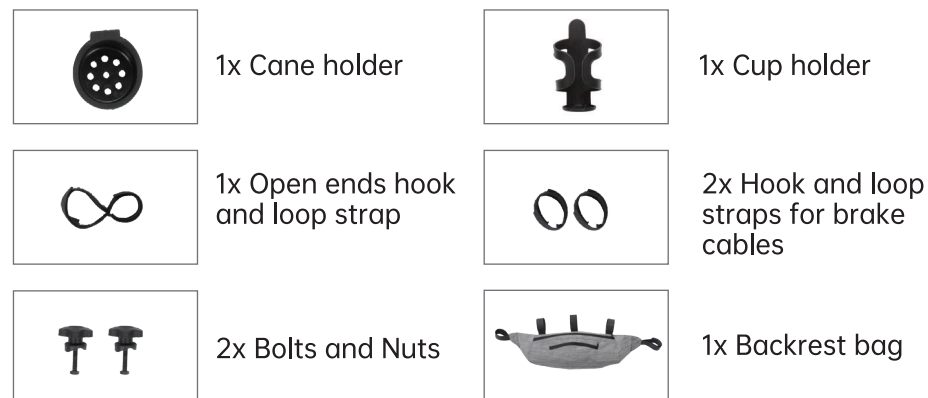 1x Cane holder
1x Cup holder
1x Open ends hook
and loop strap
2x Hook and loop
straps for brake
cables
2x Bolts and Nuts
1x Backrest bag